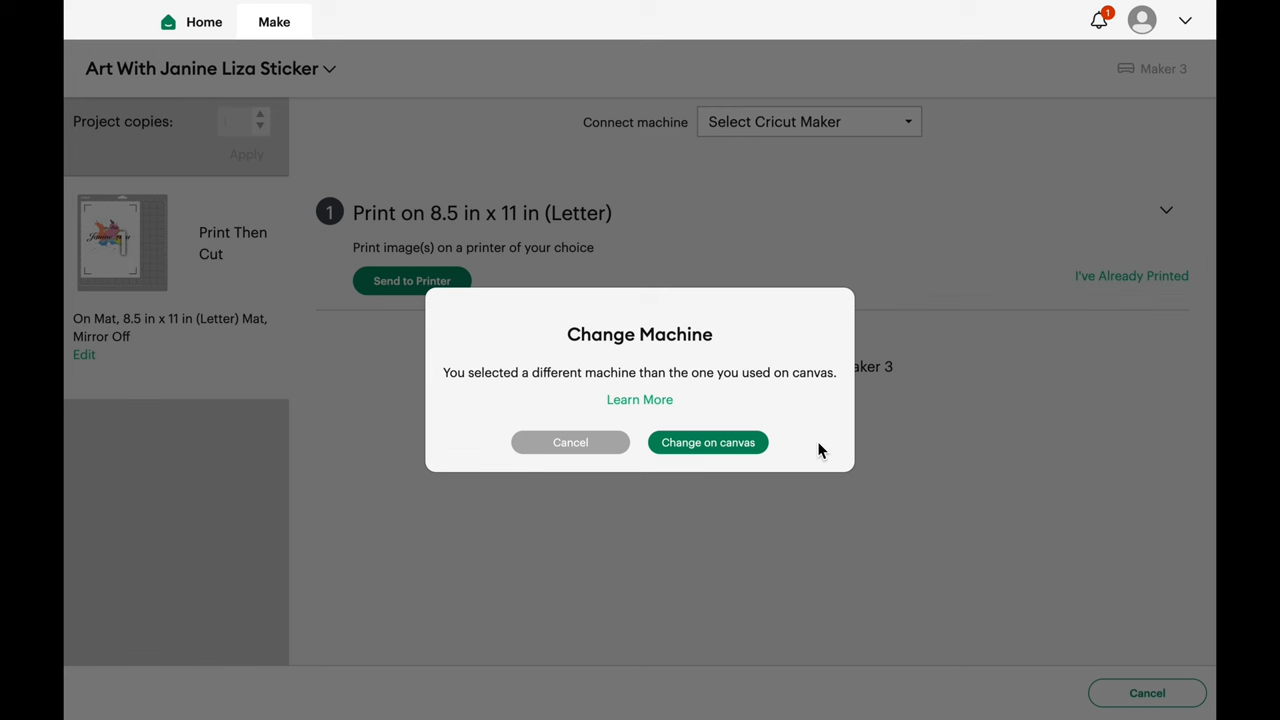 Home
Make
1
Art With Janine Liza Sticker
Maker 3
Project copies:
Apply
Connect machine
Select Cricut Maker
Print Then
Cut
On Mat, 8.5 in x 11 in (Letter) Mat,
Mirror Off
Edit
1
Print on 8.5 in x 11 in (Letter)
Print image(s) on a printer of your choice
Send to Printer
I've Already Printed
aker 3
Change Machine
You selected a different machine than the one you used on canvas.
Learn More
Cancel
Change on canvas
Cancel